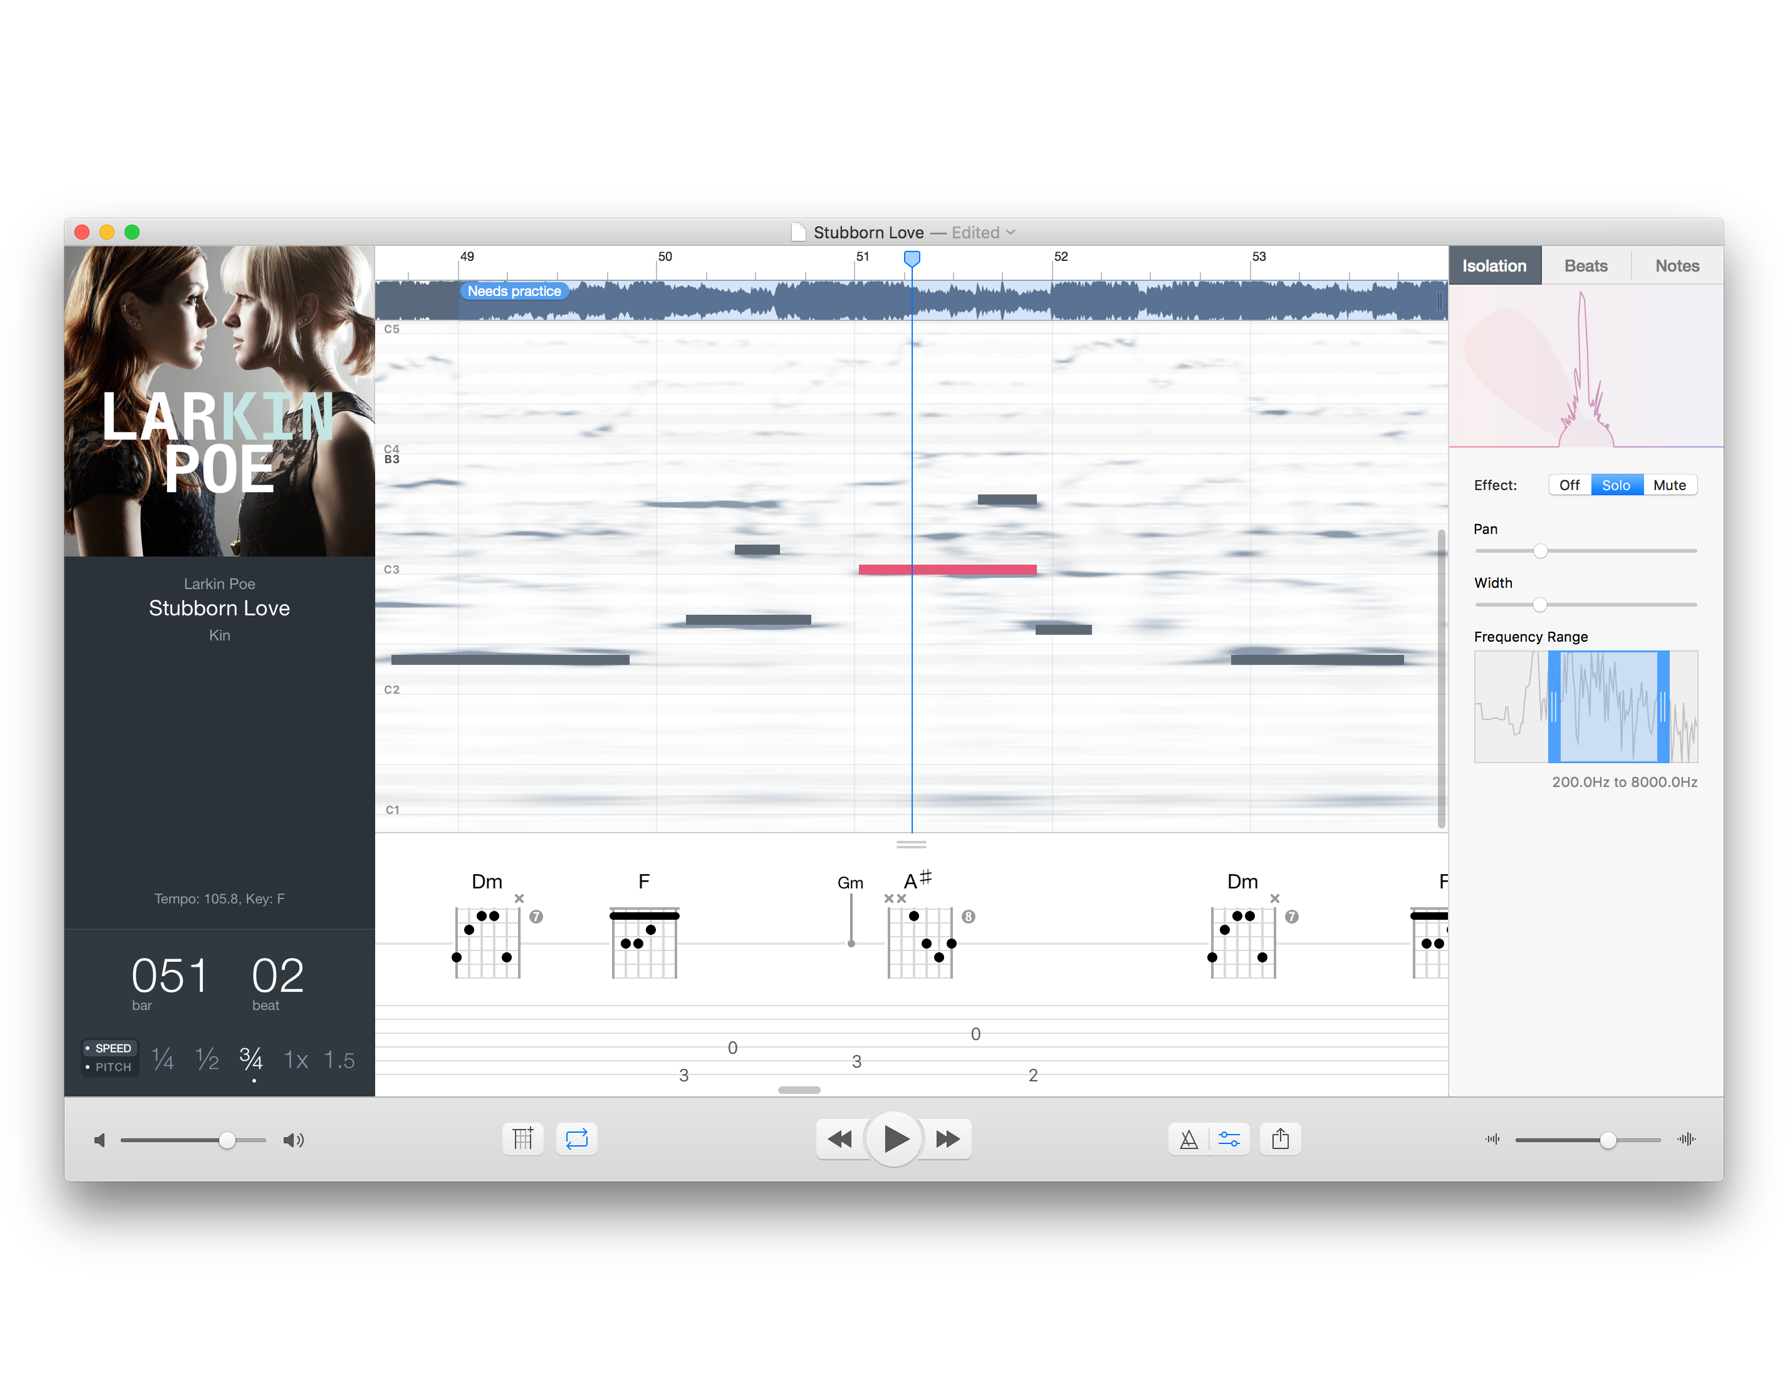 Stubborn Love — Edited
LARKIN
POE
Larkin Poe
Stubborn Love
Kin
Tempo: 105.8, Key: F
051 02
bar beat
SPEED
PITCH
¼ ½ ¾ 1x 1.5
49 50 51 52 53
Needs practice
C5
C4
B3
C3
C2
C1
Dm F Gm A♯ Dm F
× ×× ×
7 8 7
0
0
3
3 2
Isolation Beats Notes
Effect: Off Solo Mute
Pan
Width
Frequency Range
200.0Hz to 8000.0Hz